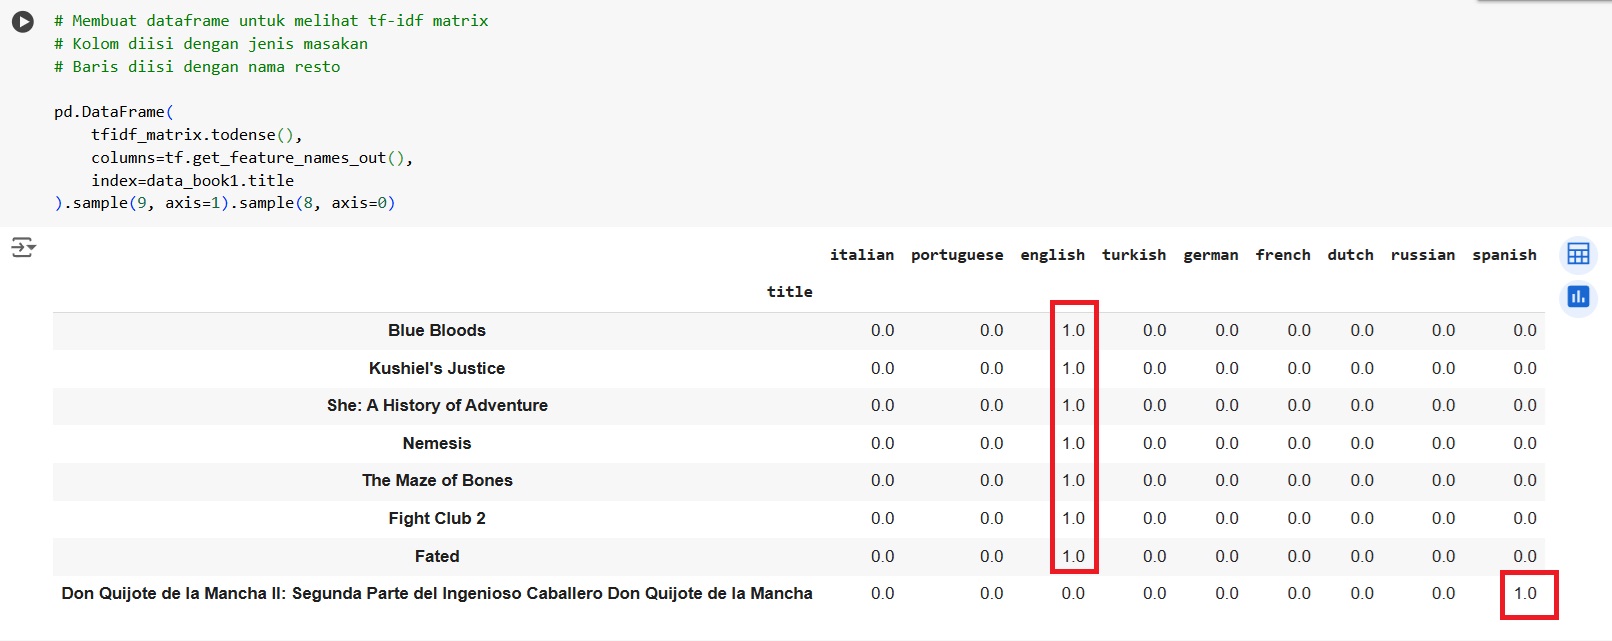 # Membuat dataframe untuk melihat tf-idf matrix
# Kolom diisi dengan jenis masakan
# Baris diisi dengan nama resto
pd.DataFrame(
    tfidf_matrix.todense(),
    columns=tf.get_feature_names_out(),
    index=data_book1.title
).sample(9, axis=1).sample(8, axis=0)
italian portuguese english turkish german french dutch russian spanish
title
Blue Bloods 0.0 0.0 1.0 0.0 0.0 0.0 0.0 0.0 0.0
Kushiel's Justice 0.0 0.0 1.0 0.0 0.0 0.0 0.0 0.0 0.0
She: A History of Adventure 0.0 0.0 1.0 0.0 0.0 0.0 0.0 0.0 0.0
Nemesis 0.0 0.0 1.0 0.0 0.0 0.0 0.0 0.0 0.0
The Maze of Bones 0.0 0.0 1.0 0.0 0.0 0.0 0.0 0.0 0.0
Fight Club 2 0.0 0.0 1.0 0.0 0.0 0.0 0.0 0.0 0.0
Fated 0.0 0.0 1.0 0.0 0.0 0.0 0.0 0.0 0.0
Don Quijote de la Mancha II: Segunda Parte del Ingenioso Caballero Don Quijote de la Mancha 0.0 0.0 0.0 0.0 0.0 0.0 0.0 0.0 1.0